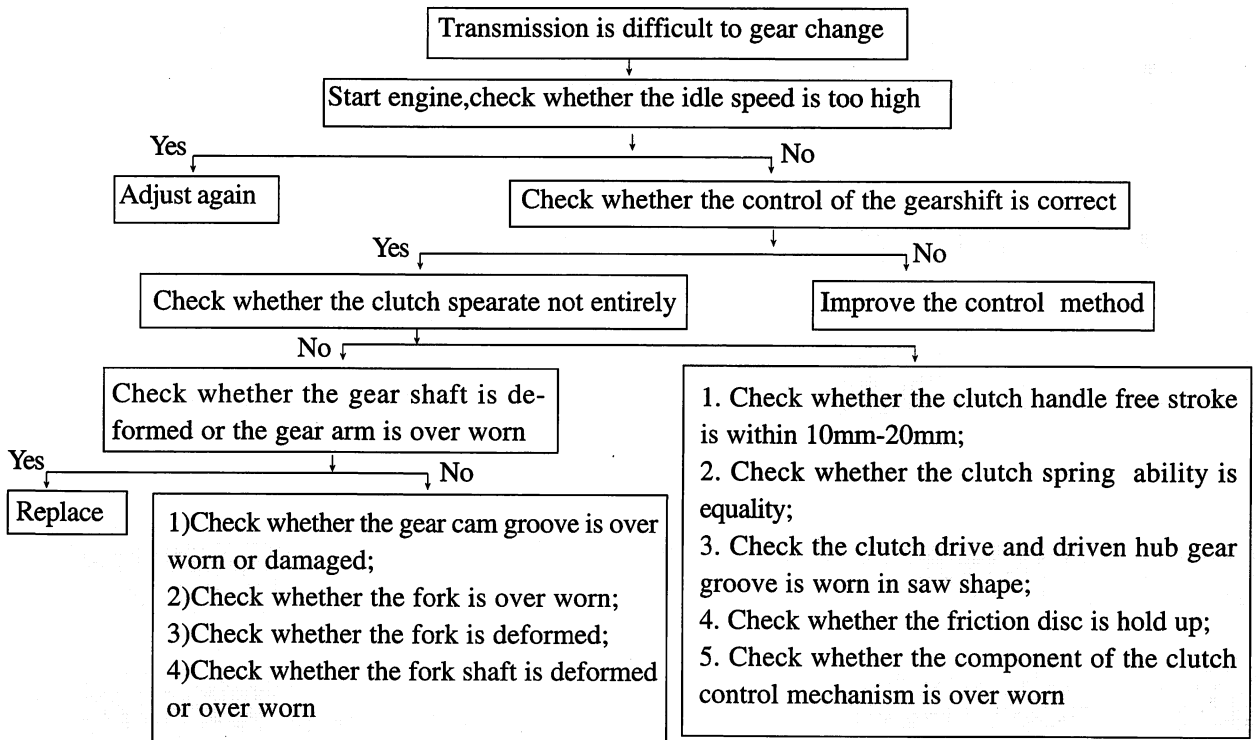 Transmission is difficult to gear change
Start engine,check whether the idle speed is too high
Yes
No
Adjust again
Check whether the control of the gearshift is correct
Yes
No
Check whether the clutch spearate not entirely
Improve the control method
No
Check whether the gear shaft is de-
formed or the gear arm is over worn
Yes
No
Replace
1)Check whether the gear cam groove is over
worn or damaged;
2)Check whether the fork is over worn;
3)Check whether the fork is deformed;
4)Check whether the fork shaft is deformed
or over worn
1. Check whether the clutch handle free stroke
is within 10mm-20mm;
2. Check whether the clutch spring ability is
equality;
3. Check the clutch drive and driven hub gear
groove is worn in saw shape;
4. Check whether the friction disc is hold up;
5. Check whether the component of the clutch
control mechanism is over worn